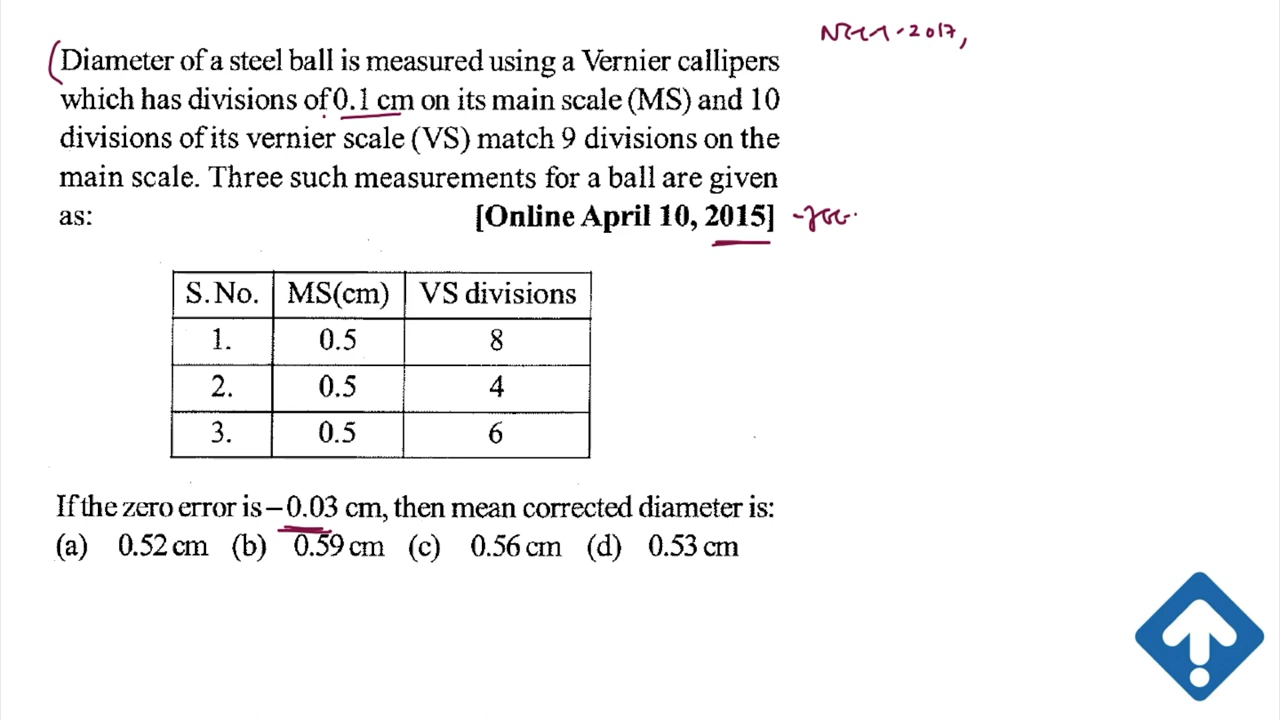 Diameter of a steel ball is measured using a Vernier callipers
which has divisions of 0.1 cm on its main scale (MS) and 10
divisions of its vernier scale (VS) match 9 divisions on the
main scale. Three such measurements for a ball are given
as: [Online April 10, 2015]
S.No. MS(cm) VS divisions
1. 0.5 8
2. 0.5 4
3. 0.5 6
If the zero error is –0.03 cm, then mean corrected diameter is:
(a) 0.52 cm (b) 0.59 cm (c) 0.56 cm (d) 0.53 cm